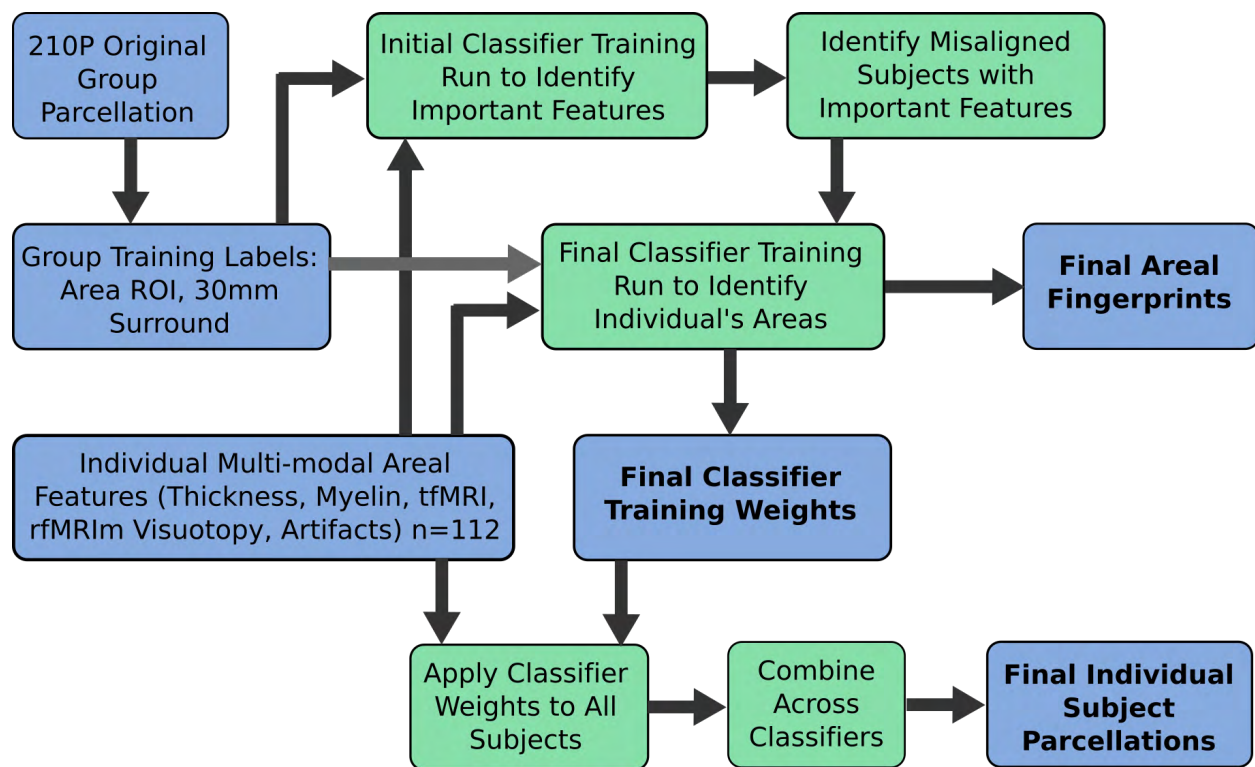 210P Original
Group
Parcellation
Initial Classifier Training
Run to Identify
Important Features
Identify Misaligned
Subjects with
Important Features
Group Training Labels:
Area ROI, 30mm
Surround
Final Classifier Training
Run to Identify
Individual's Areas
Final Areal
Fingerprints
Individual Multi-modal Areal
Features (Thickness, Myelin, tfMRI,
rfMRIm Visuotopy, Artifacts) n=112
Final Classifier
Training Weights
Apply Classifier
Weights to All
Subjects
Combine
Across
Classifiers
Final Individual
Subject
Parcellations